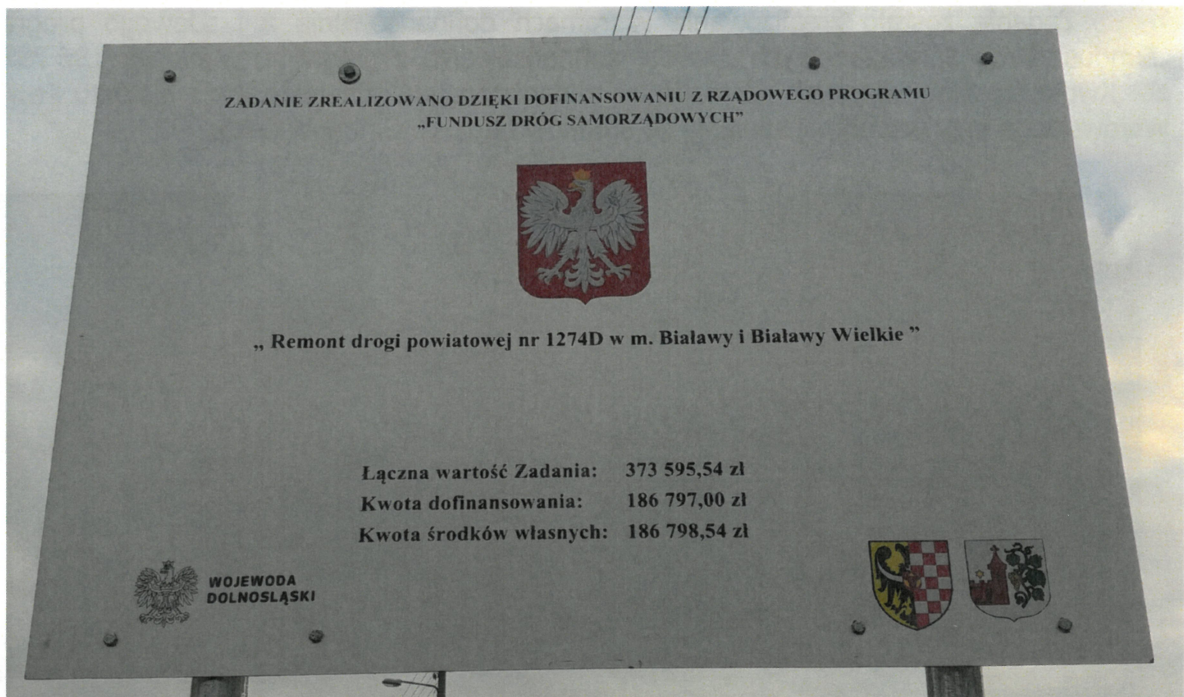 ZADANIE ZREALIZOWANO DZIĘKI DOFINANSOWANIU Z RZĄDOWEGO PROGRAMU
„FUNDUSZ DRÓG SAMORZĄDOWYCH”
„ Remont drogi powiatowej nr 1274D w m. Białawy i Białawy Wielkie ”
Łączna wartość Zadania: 373 595,54 zł
Kwota dofinansowania: 186 797,00 zł
Kwota środków własnych: 186 798,54 zł
WOJEWODA
DOLNOŚLĄSKI